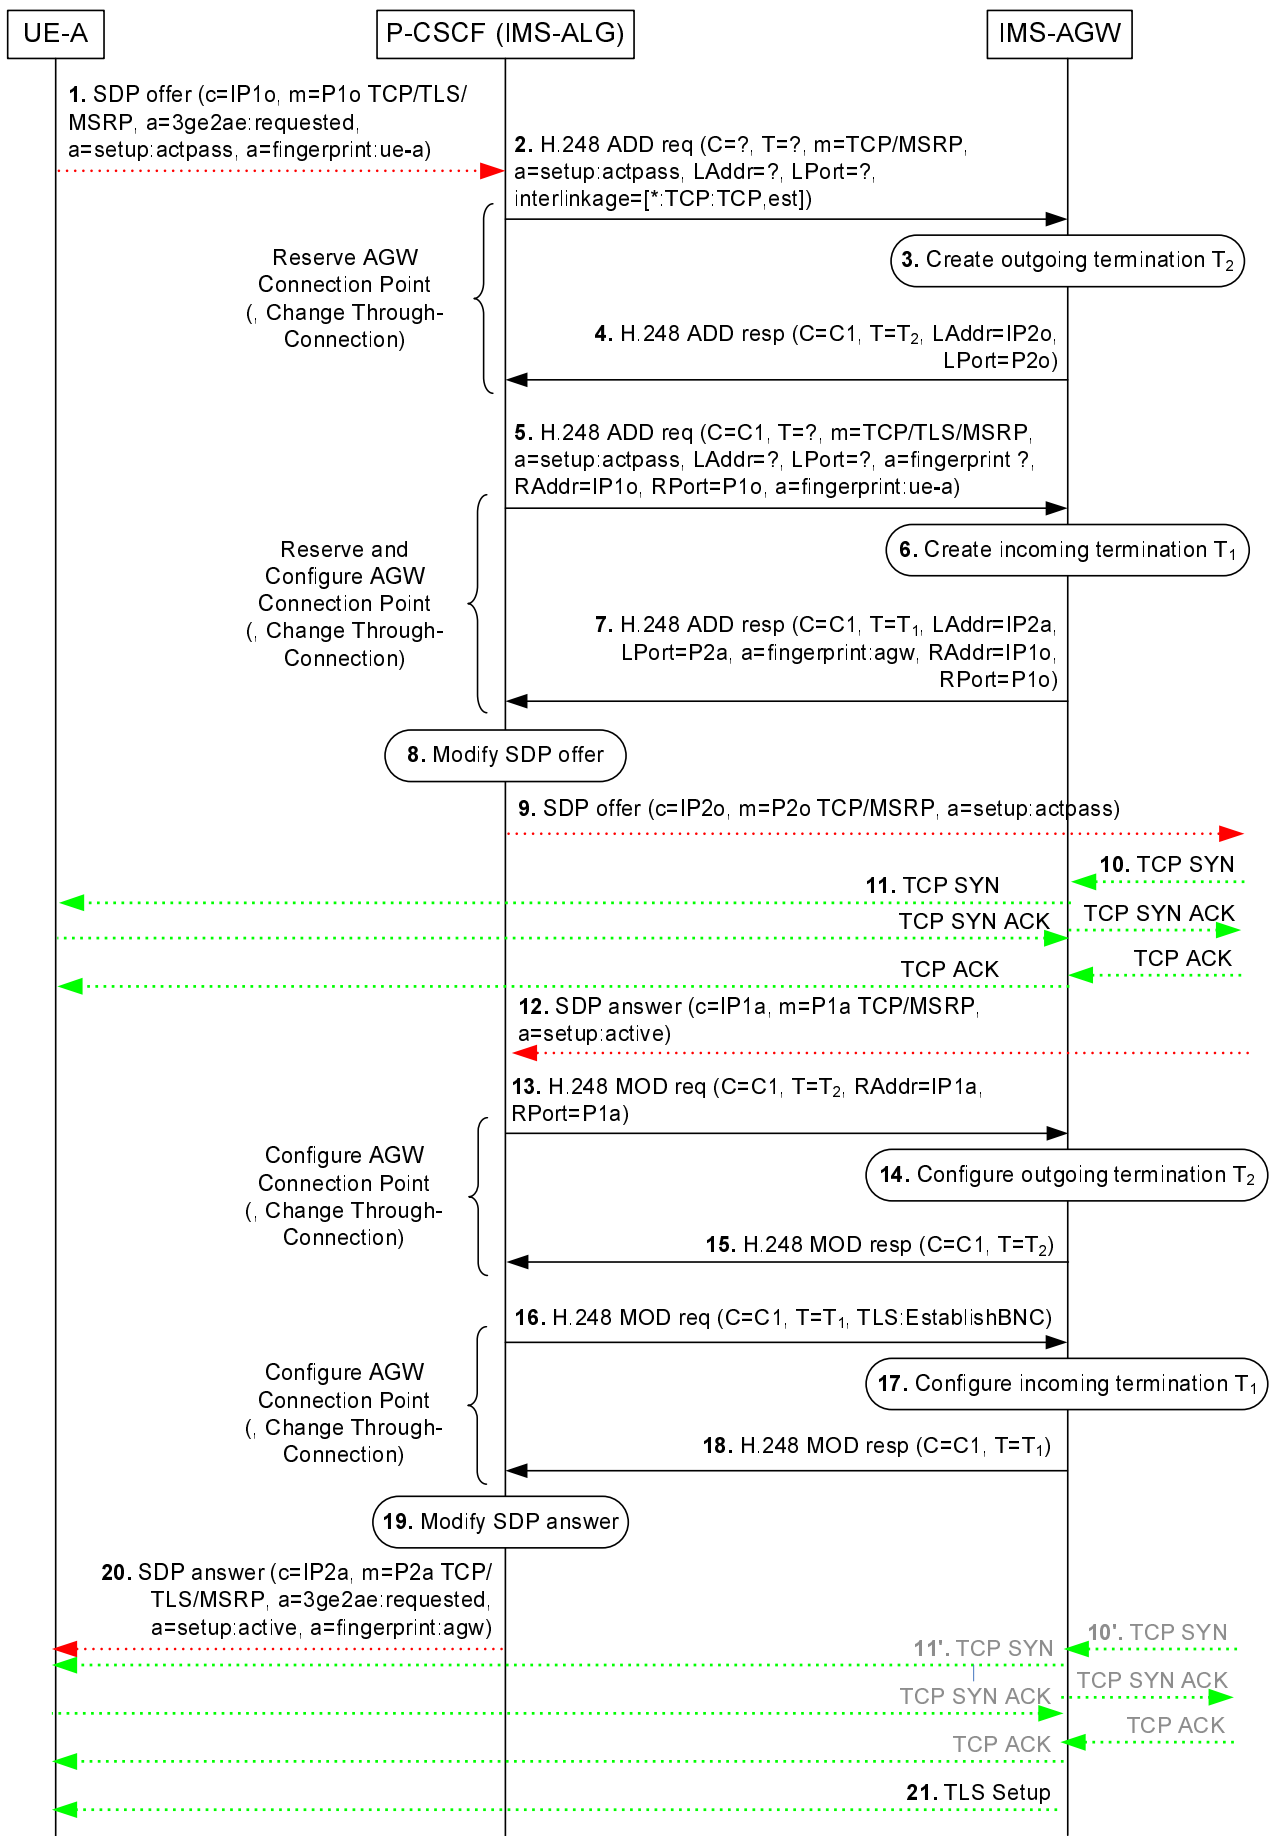 UE-A
P-CSCF (IMS-ALG)
IMS-AGW
1. SDP offer (c=IP1o, m=P1o TCP/TLS/
MSRP, a=3ge2ae:requested,
a=setup:actpass, a=fingerprint:ue-a)
2. H.248 ADD req (C=?, T=?, m=TCP/MSRP,
a=setup:actpass, LAddr=?, LPort=?,
interlinkage=[*:TCP:TCP,est])
Reserve AGW
Connection Point
(, Change Through-
Connection)
3. Create outgoing termination T2
4. H.248 ADD resp (C=C1, T=T2, LAddr=IP2o,
LPort=P2o)
5. H.248 ADD req (C=C1, T=?, m=TCP/TLS/MSRP,
a=setup:actpass, LAddr=?, LPort=?, a=fingerprint ?,
RAddr=IP1o, RPort=P1o, a=fingerprint:ue-a)
Reserve and
Configure AGW
Connection Point
(, Change Through-
Connection)
6. Create incoming termination T1
7. H.248 ADD resp (C=C1, T=T1, LAddr=IP2a,
LPort=P2a, a=fingerprint:agw, RAddr=IP1o,
RPort=P1o)
8. Modify SDP offer
9. SDP offer (c=IP2o, m=P2o TCP/MSRP, a=setup:actpass)
10. TCP SYN
11. TCP SYN
TCP SYN ACK
TCP SYN ACK
TCP ACK
TCP ACK
12. SDP answer (c=IP1a, m=P1a TCP/MSRP,
a=setup:active)
13. H.248 MOD req (C=C1, T=T2, RAddr=IP1a,
RPort=P1a)
Configure AGW
Connection Point
(, Change Through-
Connection)
14. Configure outgoing termination T2
15. H.248 MOD resp (C=C1, T=T2)
16. H.248 MOD req (C=C1, T=T1, TLS:EstablishBNC)
Configure AGW
Connection Point
(, Change Through-
Connection)
17. Configure incoming termination T1
18. H.248 MOD resp (C=C1, T=T1)
19. Modify SDP answer
20. SDP answer (c=IP2a, m=P2a TCP/
TLS/MSRP, a=3ge2ae:requested,
a=setup:active, a=fingerprint:agw)
10'. TCP SYN
11'. TCP SYN
TCP SYN ACK
TCP SYN ACK
TCP ACK
TCP ACK
21. TLS Setup